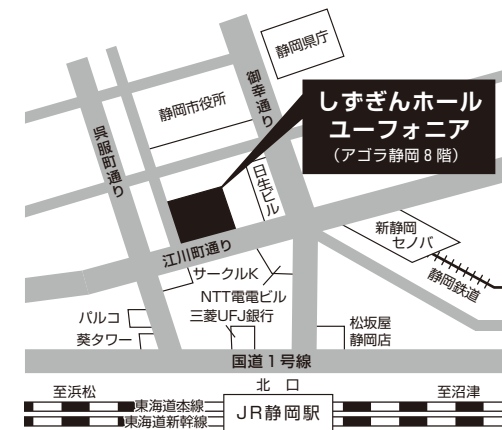 静岡県庁
御幸通り
静岡市役所
しずぎんホール
ユーフォニア
（アゴラ静岡8階）
呉服町通り
日生ビル
新静岡
セノバ
江川町通り
静岡鉄道
サークルK
NTT電電ビル
三菱UFJ銀行
パルコ
葵タワー
松坂屋
静岡店
国道1号線
北 口
至浜松
至沼津
東海道本線
東海道新幹線
JR静岡駅